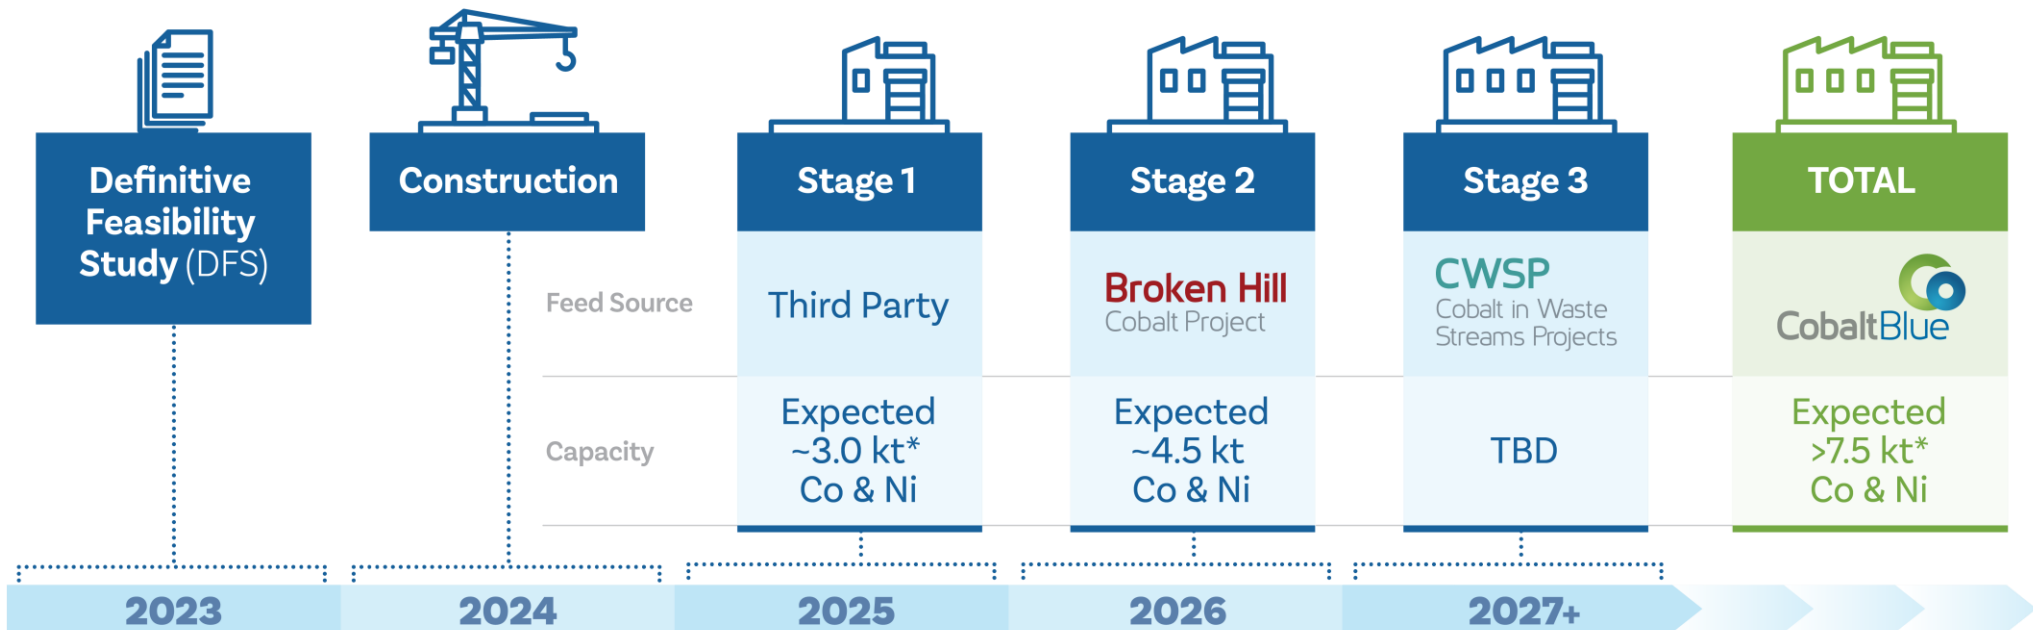 Definitive
Feasibility
Study (DFS)
Construction
Stage 1
Stage 2
Stage 3
TOTAL
Feed Source
Third Party
Broken Hill
Cobalt Project
CWSP
Cobalt in Waste
Streams Projects
CobaltBlue
Capacity
Expected
~3.0 kt*
Co & Ni
Expected
~4.5 kt
Co & Ni
TBD
Expected
>7.5 kt*
Co & Ni
2023
2024
2025
2026
2027+